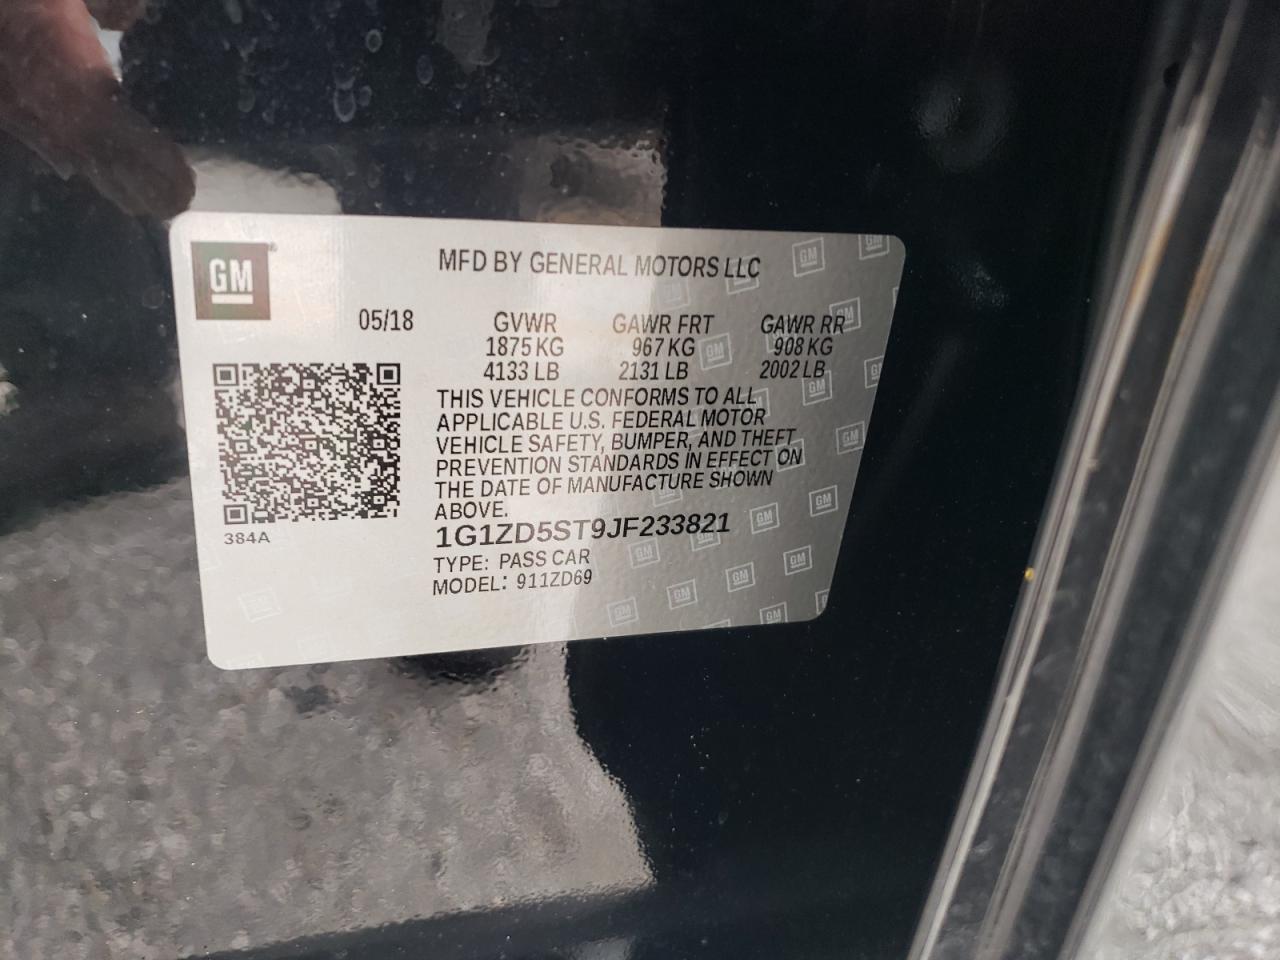 GM
MFD BY GENERAL MOTORS LLC
05/18 GVWR GAWR FRT GAWR RR
1875 KG 967 KG 908 KG
4133 LB 2131 LB 2002 LB
THIS VEHICLE CONFORMS TO ALL
APPLICABLE U.S. FEDERAL MOTOR
VEHICLE SAFETY, BUMPER, AND THEFT
PREVENTION STANDARDS IN EFFECT ON
THE DATE OF MANUFACTURE SHOWN
ABOVE.
384A
1G1ZD5ST9JF233821
TYPE: PASS CAR
MODEL: 911ZD69